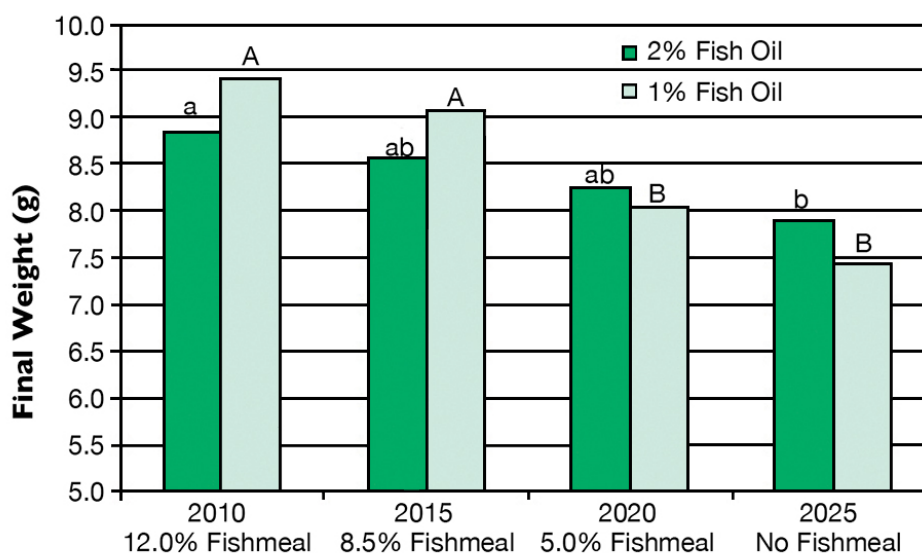 Final Weight (g)
10.0
9.5
9.0
8.5
8.0
7.5
7.0
6.5
6.0
5.5
5.0
2% Fish Oil
1% Fish Oil
a
A
ab
A
ab
B
b
B
2010
12.0% Fishmeal
2015
8.5% Fishmeal
2020
5.0% Fishmeal
2025
No Fishmeal